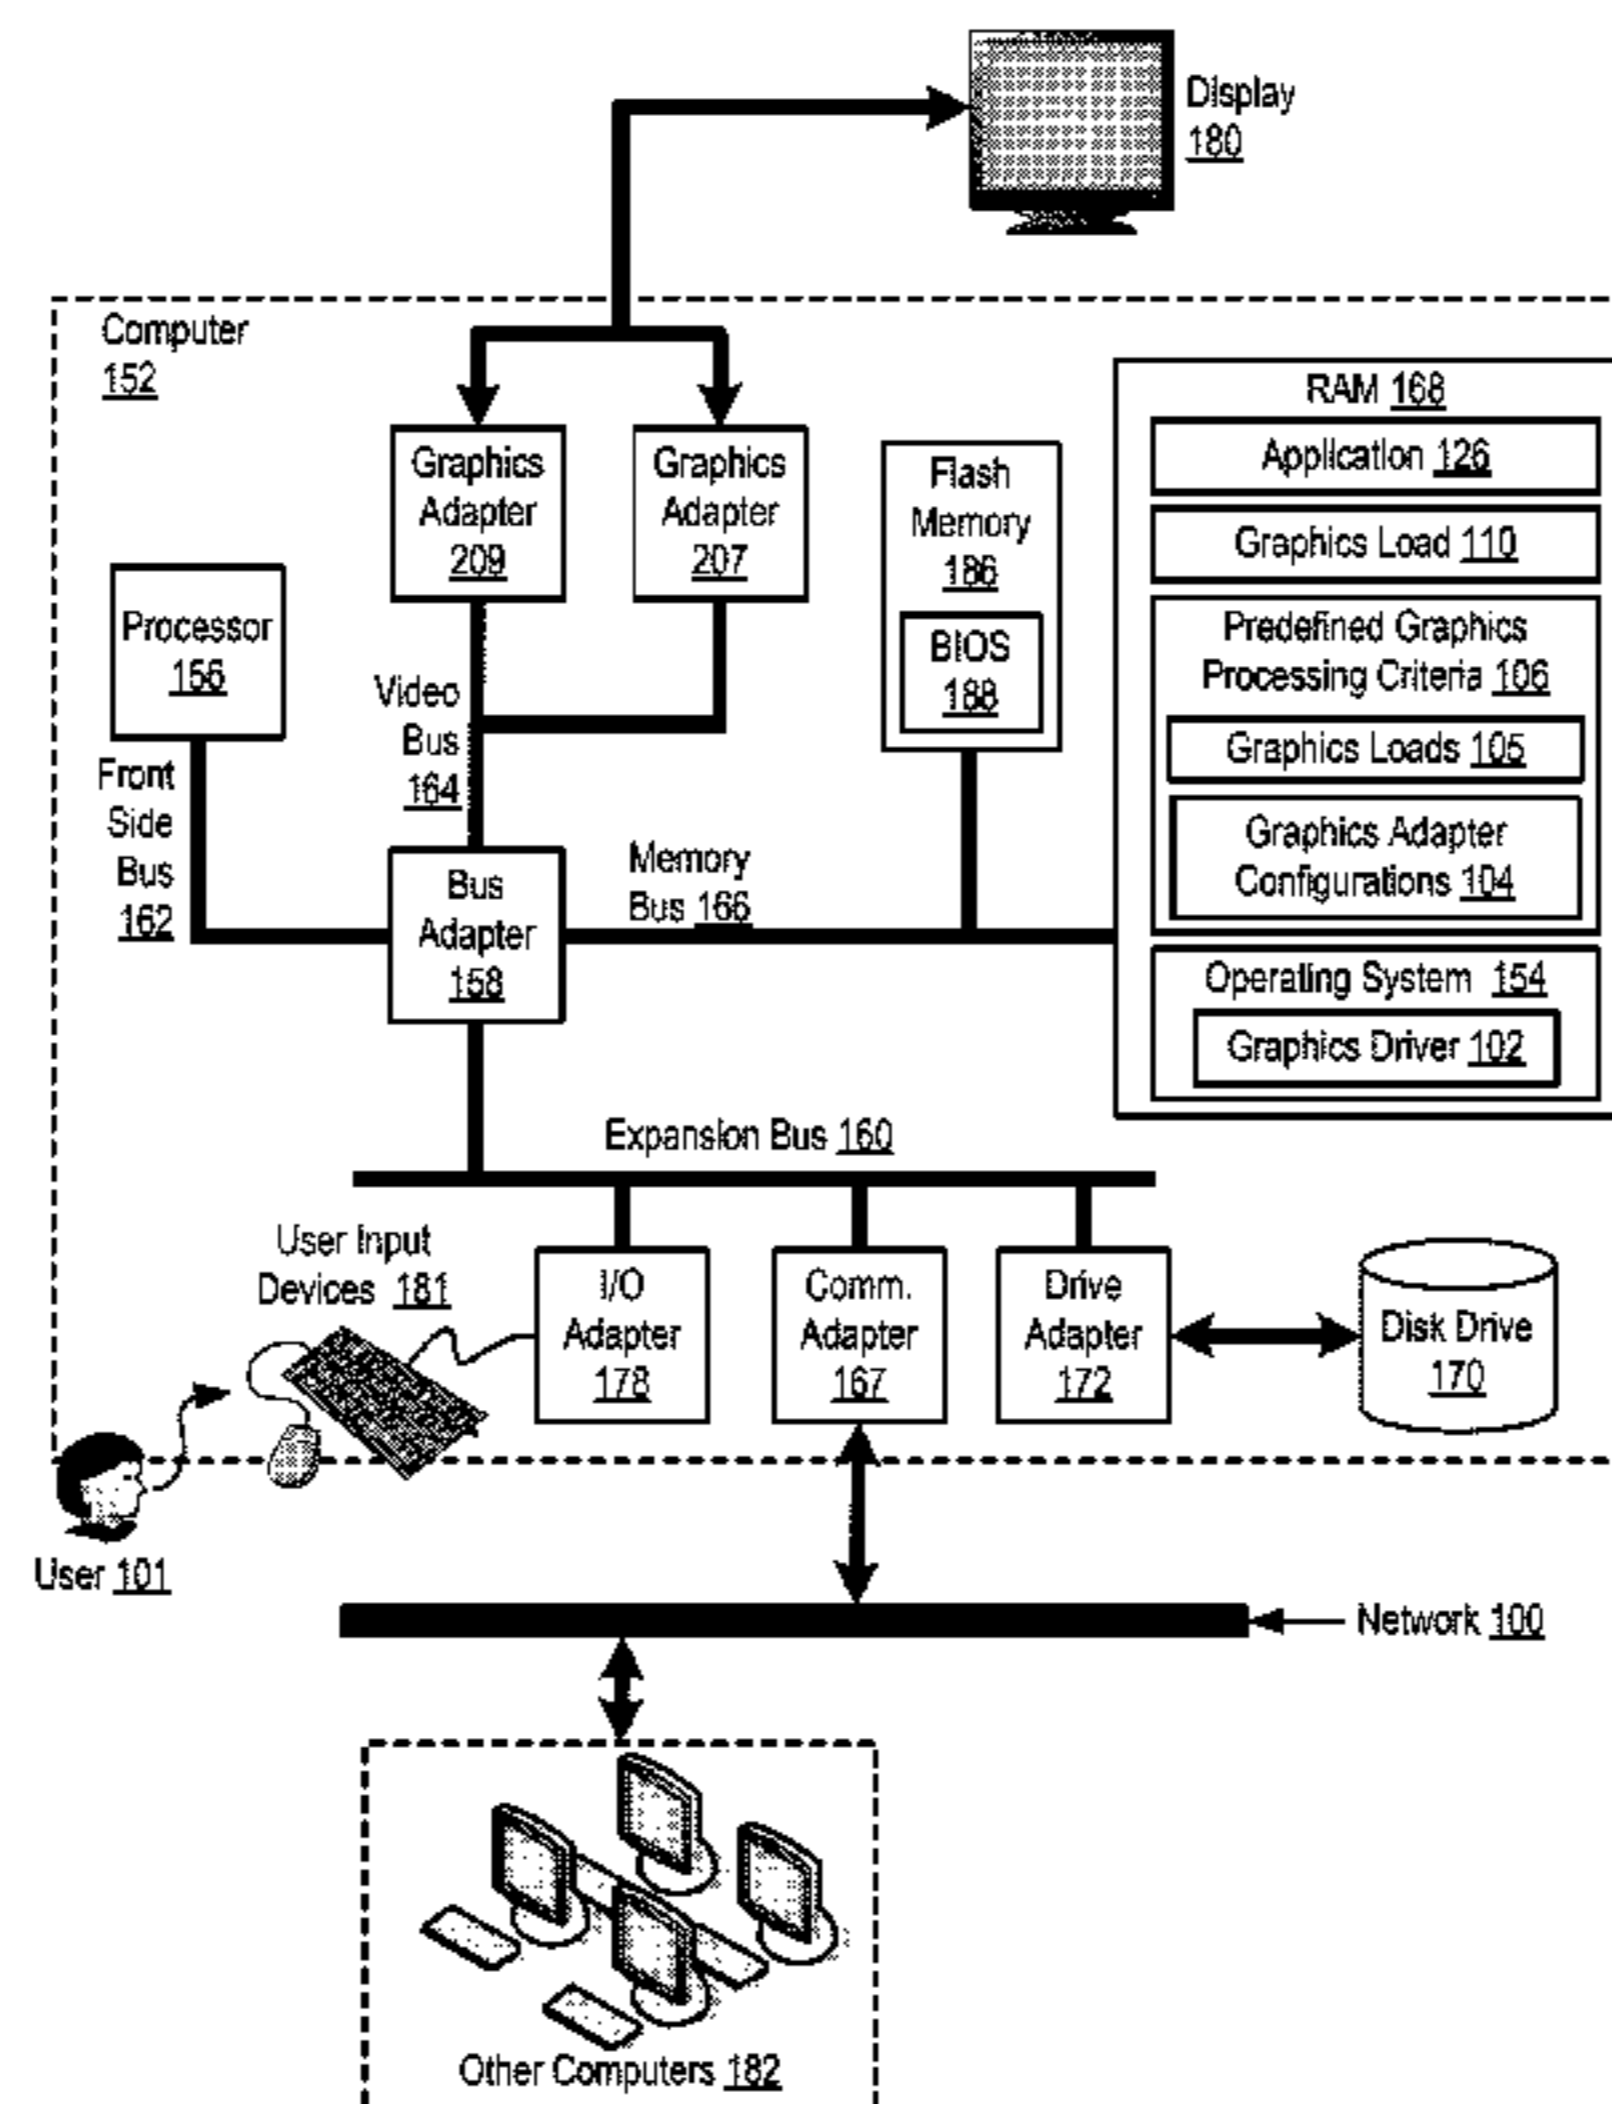 Display
180
Computer
152
RAM 168
Application 126
Graphics Load 110
Predefined Graphics
Processing Criteria 106
Graphics Loads 105
Graphics Adapter
Configurations 104
Operating System 154
Graphics Driver 102
Graphics
Adapter
209
Graphics
Adapter
207
Flash
Memory
186
BIOS
188
Processor
156
Video
Bus
164
Front
Side
Bus
162
Bus
Adapter
158
Memory
Bus 166
Expansion Bus 160
User Input
Devices 181
I/O
Adapter
178
Comm.
Adapter
167
Drive
Adapter
172
Disk Drive
170
User 101
Network 100
Other Computers 182